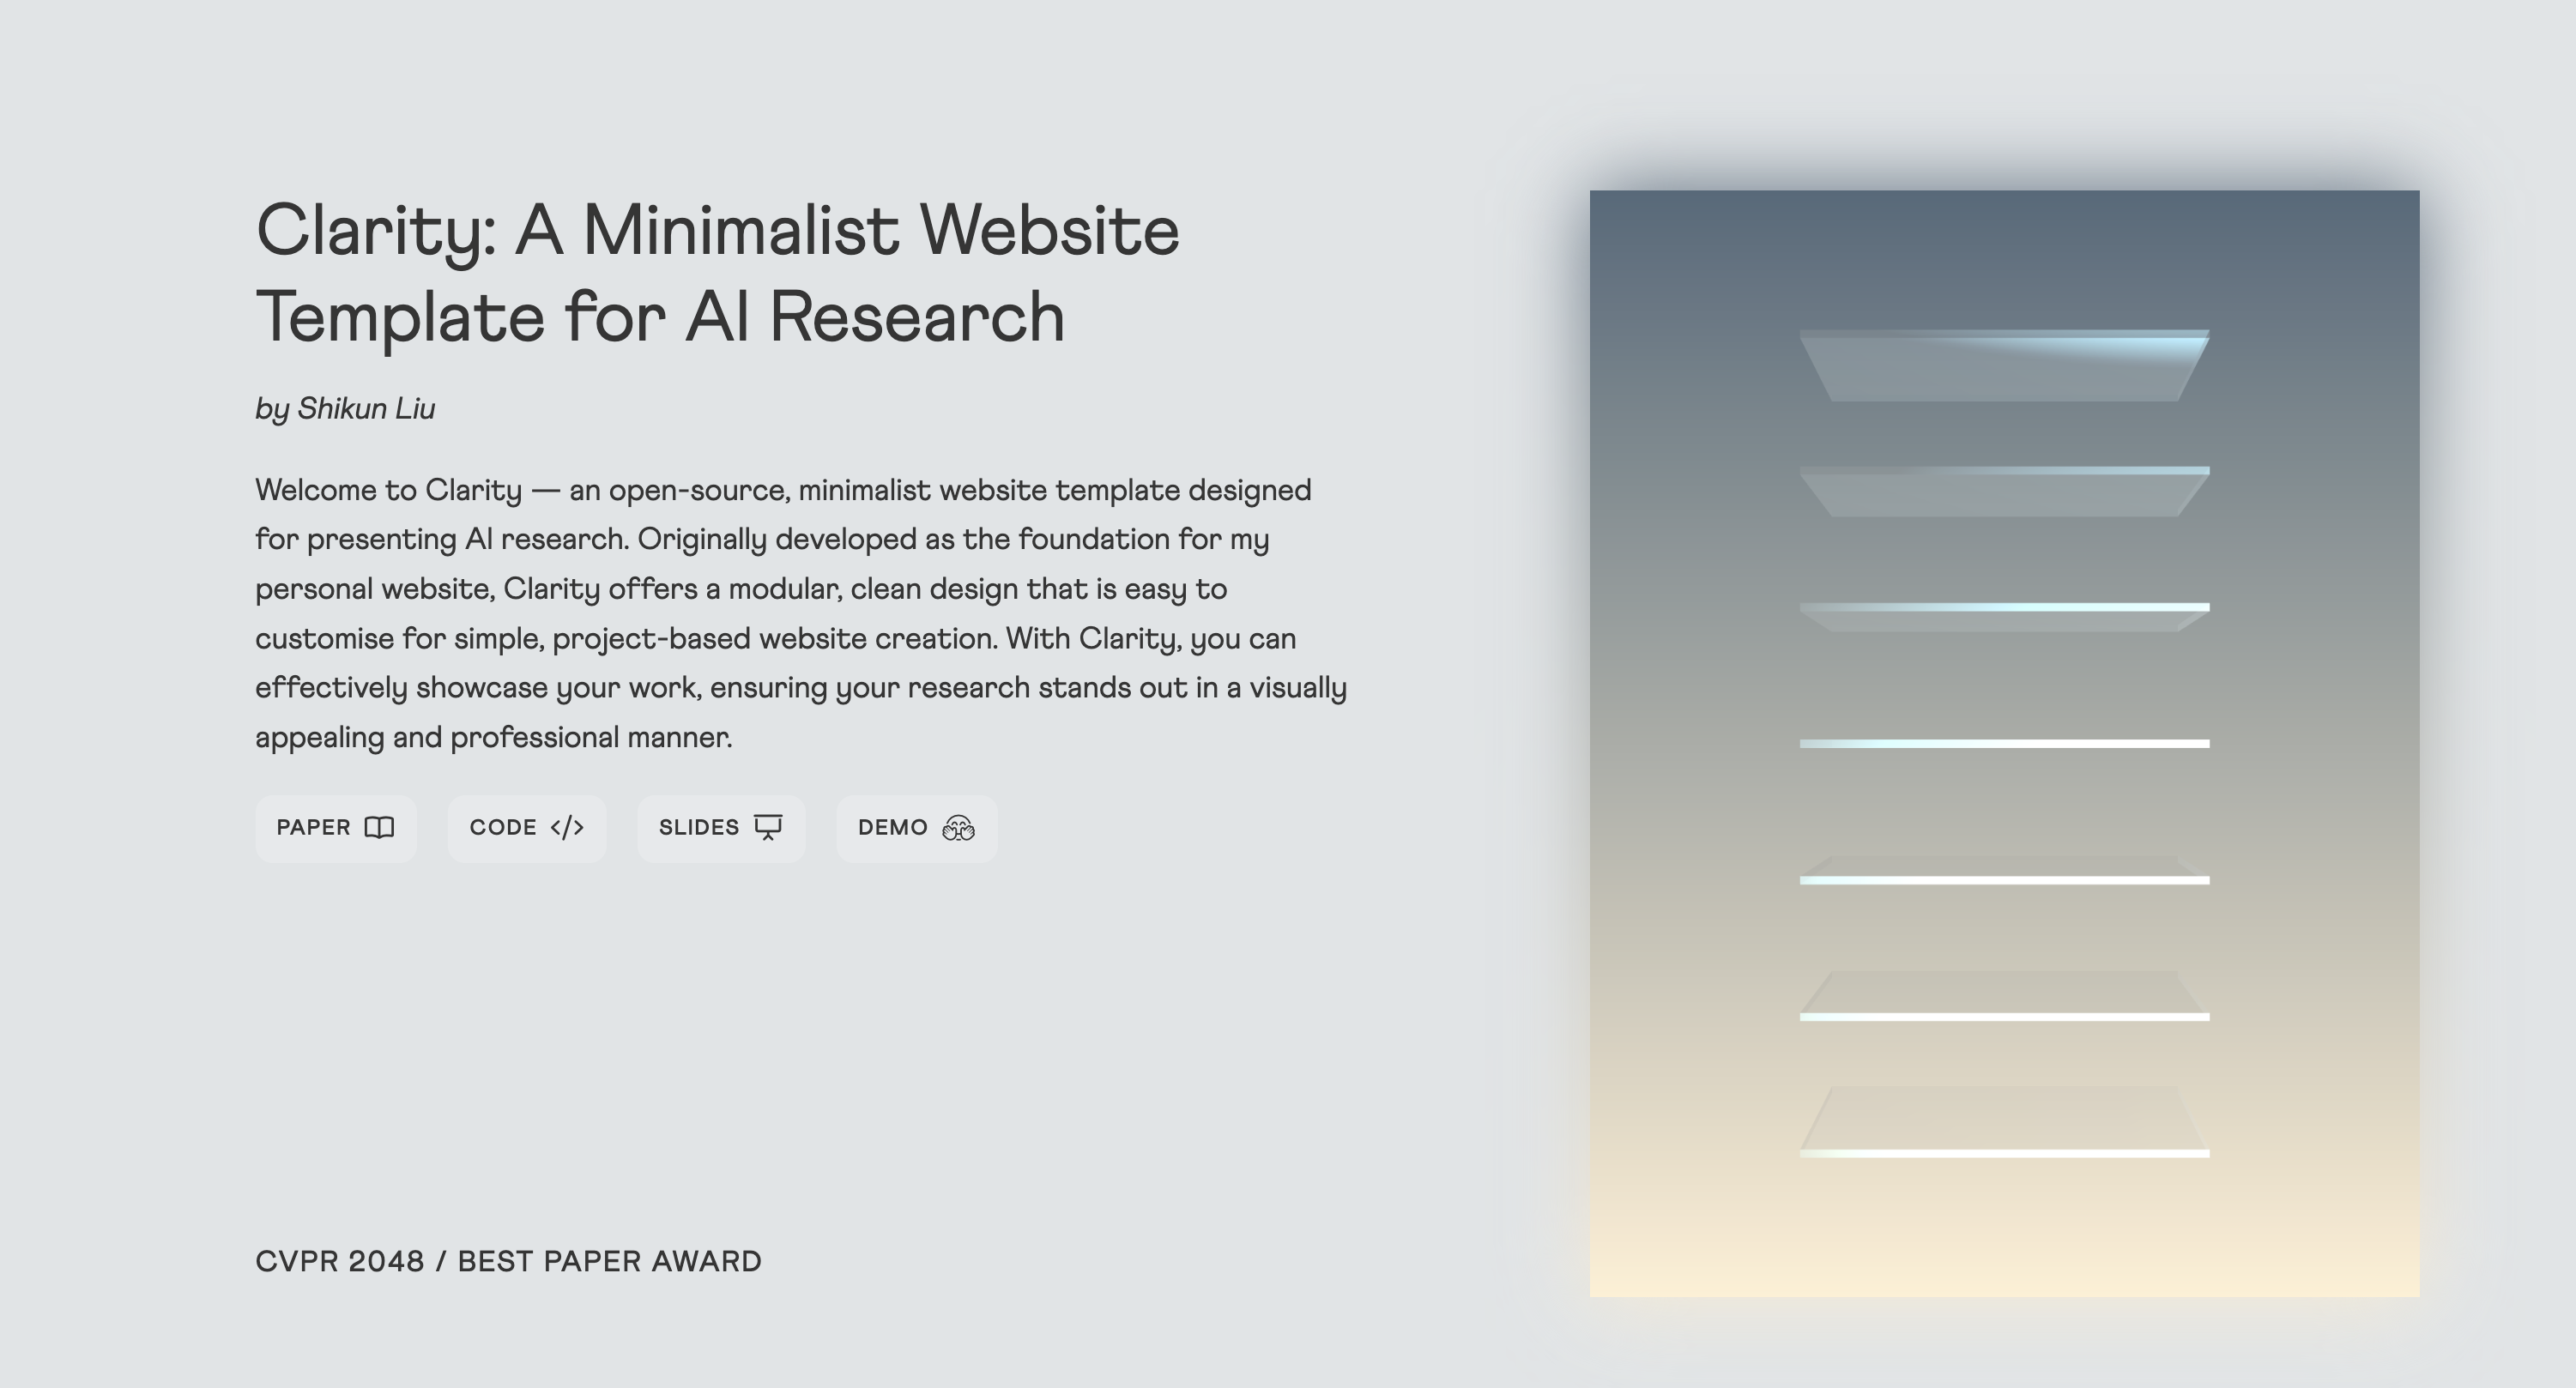 Clarity: A Minimalist Website
Template for AI Research
by Shikun Liu
Welcome to Clarity — an open-source, minimalist website template designed
for presenting AI research. Originally developed as the foundation for my
personal website, Clarity offers a modular, clean design that is easy to
customise for simple, project-based website creation. With Clarity, you can
effectively showcase your work, ensuring your research stands out in a visually
appealing and professional manner.
PAPER CODE </> SLIDES DEMO
CVPR 2048 / BEST PAPER AWARD